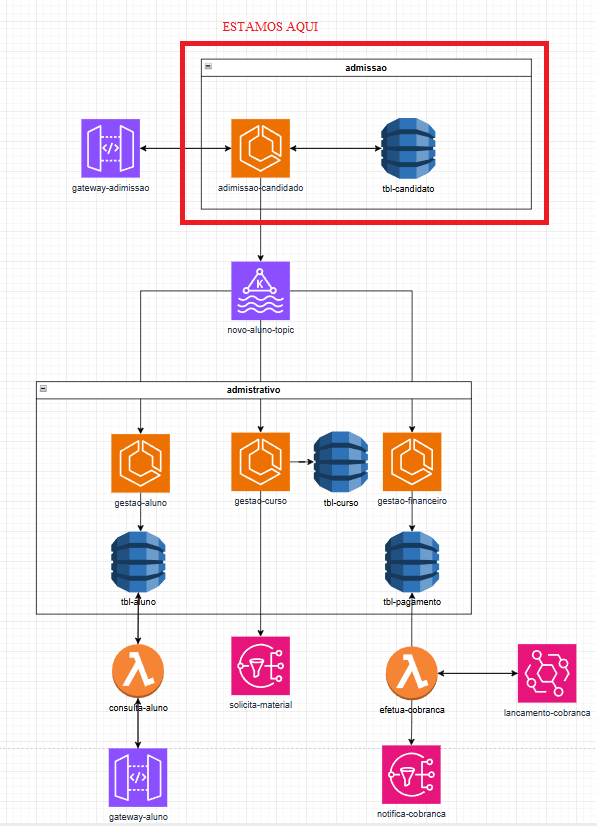 ESTAMOS AQUI
admissao
gateway-adimissao
adimissao-candidado
tbl-candidato
K
novo-aluno-topic
admistrativo
gestao-aluno
gestao-curso
tbl-curso
gestao-financeiro
tbl-aluno
tbl-pagamento
consulta-aluno
solicita-material
efetua-cobranca
lancamento-cobranca
gateway-aluno
notifica-cobranca